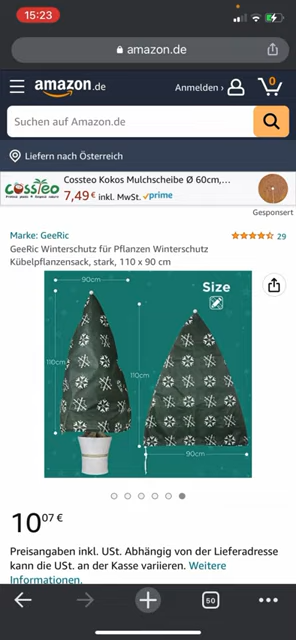 15:23
amazon.de
amazon.de
Anmelden ›
0
Suchen auf Amazon.de
Liefern nach Österreich
COSSTEO
Cossteo Kokos Mulchscheibe Ø 60cm,...
7,49€ inkl. MwSt. prime
Gesponsert
Marke: GeeRic
29
GeeRic Winterschutz für Pflanzen Winterschutz
Kübelpflanzensack, stark, 110 x 90 cm
90cm
Size
110cm
110cm
90cm
10⁰⁷€
Preisangaben inkl. USt. Abhängig von der Lieferadresse
kann die USt. an der Kasse variieren. Weitere
Informationen.
50